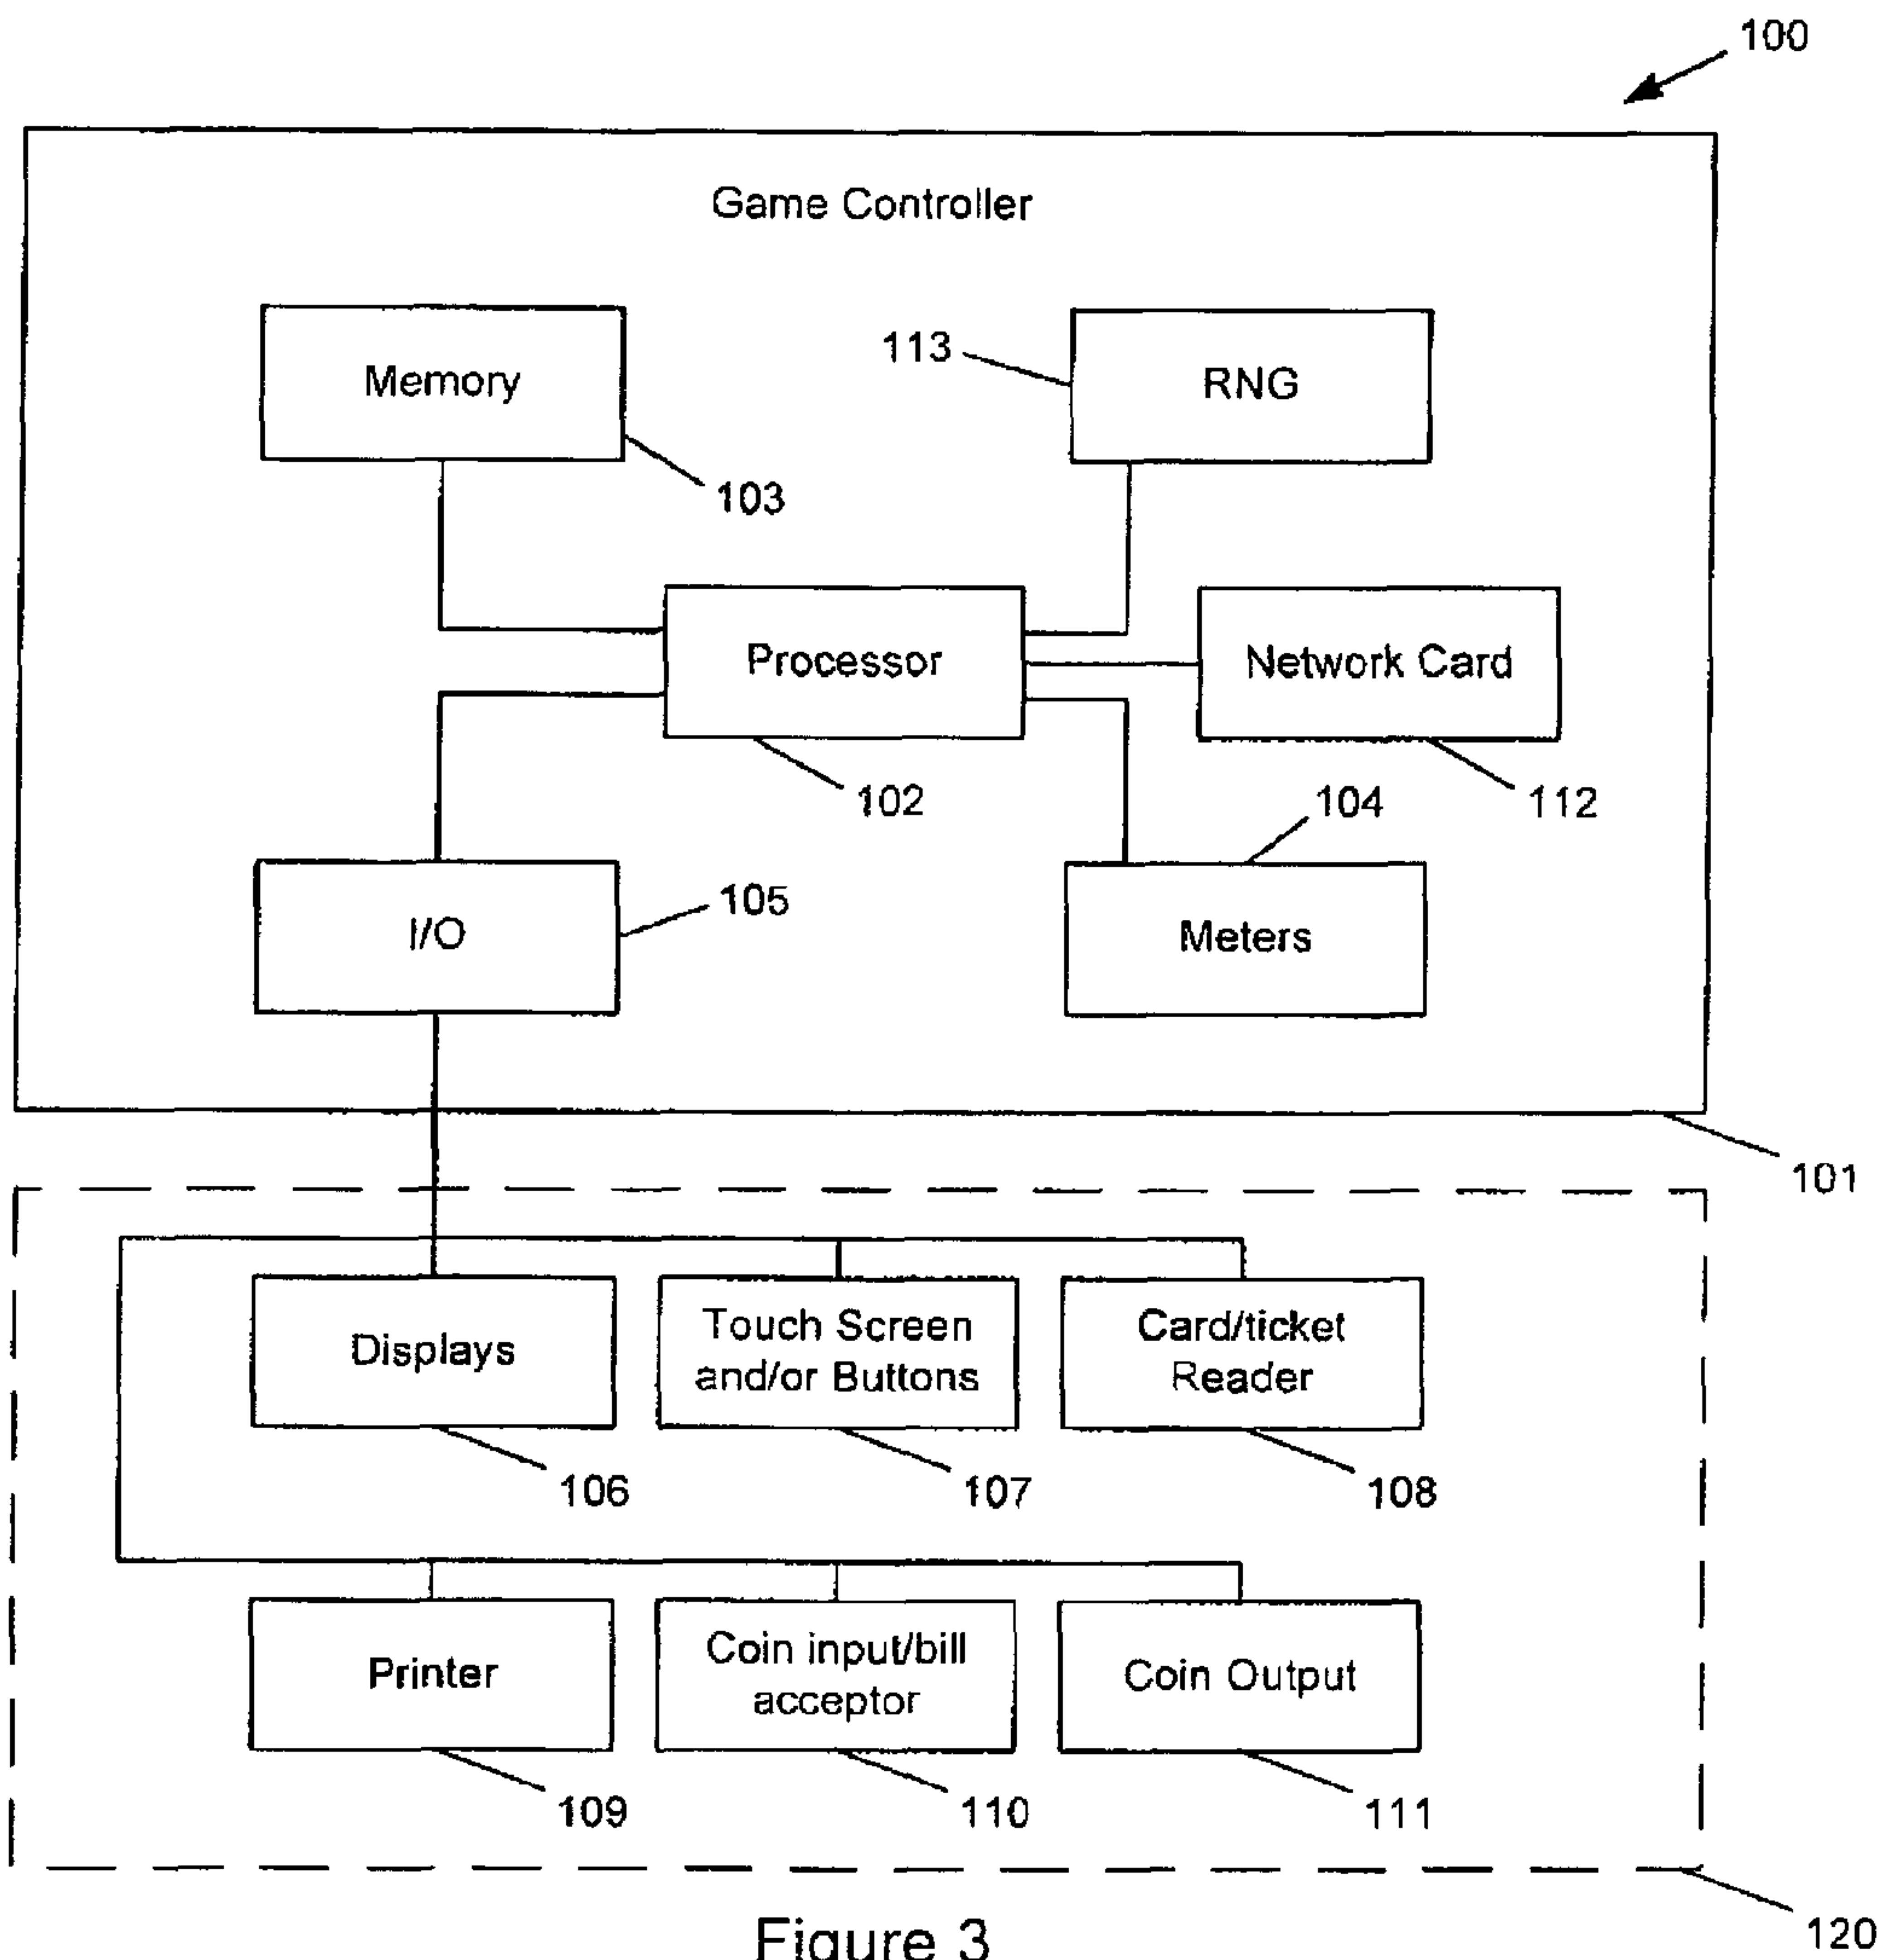 100
Game Controller
Memory
113
RNG
103
Processor
Network Card
102
104
112
I/O
105
Meters
101
Displays
Touch Screen
and/or Buttons
Card/ticket
Reader
106
107
108
Printer
Coin input/bill
acceptor
Coin Output
109
110
111
120
Figure 3